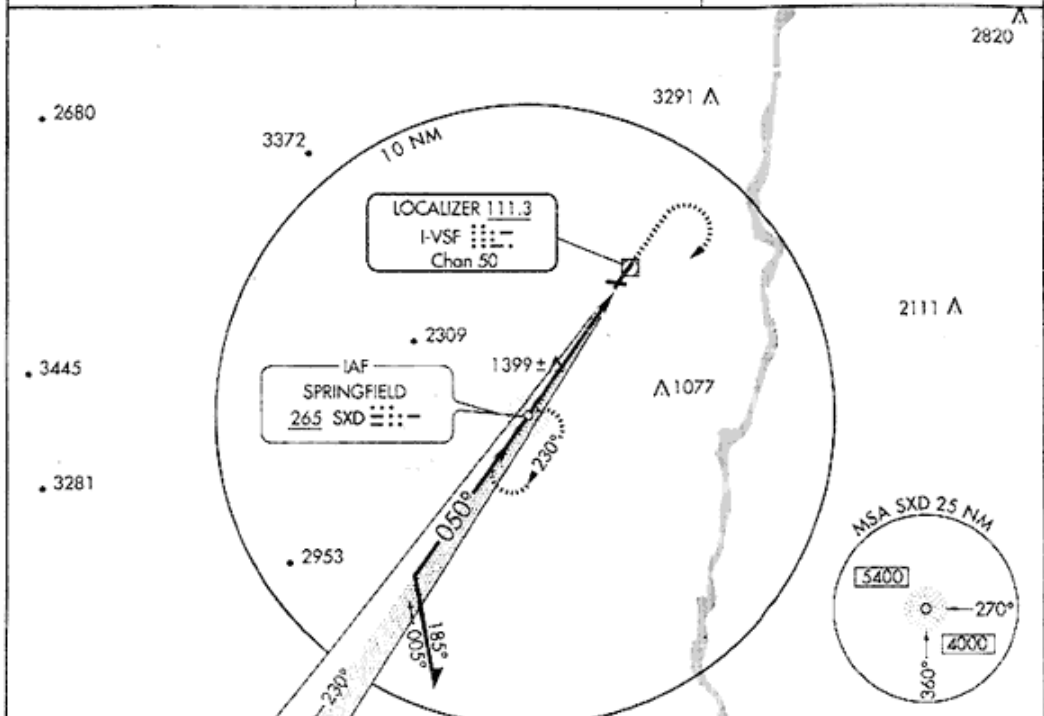 2820
2680
3291
3372
10 NM
LOCALIZER 111.3
I-VSF
Chan 50
2111
2309
1399 ±
3445
IAF
SPRINGFIELD
265 SXD
1077
230°
3281
050°
MSA SXD 25 NM
2953
5400
270°
185°
005°
4000
230°
360°